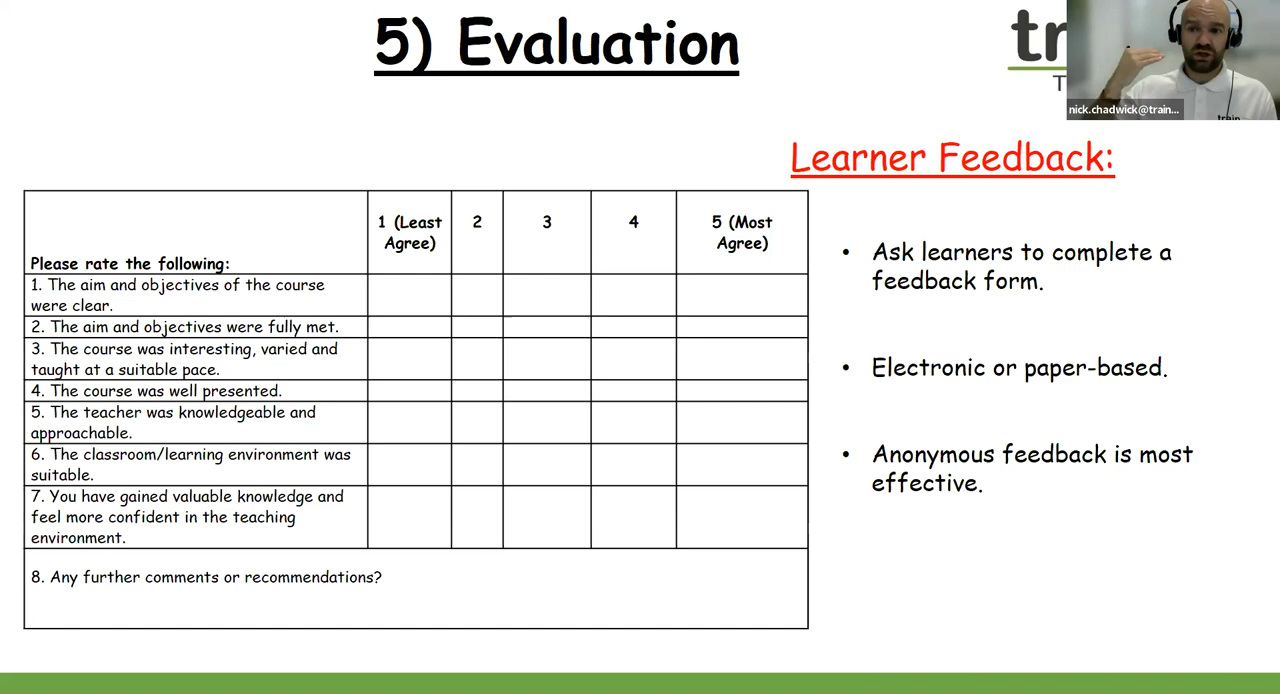 5) Evaluation
nick.chadwick@train...
train
Learner Feedback:
1 (Least
Agree)
2
3
4
5 (Most
Agree)
Please rate the following:
1. The aim and objectives of the course
were clear.
2. The aim and objectives were fully met.
3. The course was interesting, varied and
taught at a suitable pace.
4. The course was well presented.
5. The teacher was knowledgeable and
approachable.
6. The classroom/learning environment was
suitable.
7. You have gained valuable knowledge and
feel more confident in the teaching
environment.
8. Any further comments or recommendations?
• Ask learners to complete a
feedback form.
• Electronic or paper-based.
• Anonymous feedback is most
effective.